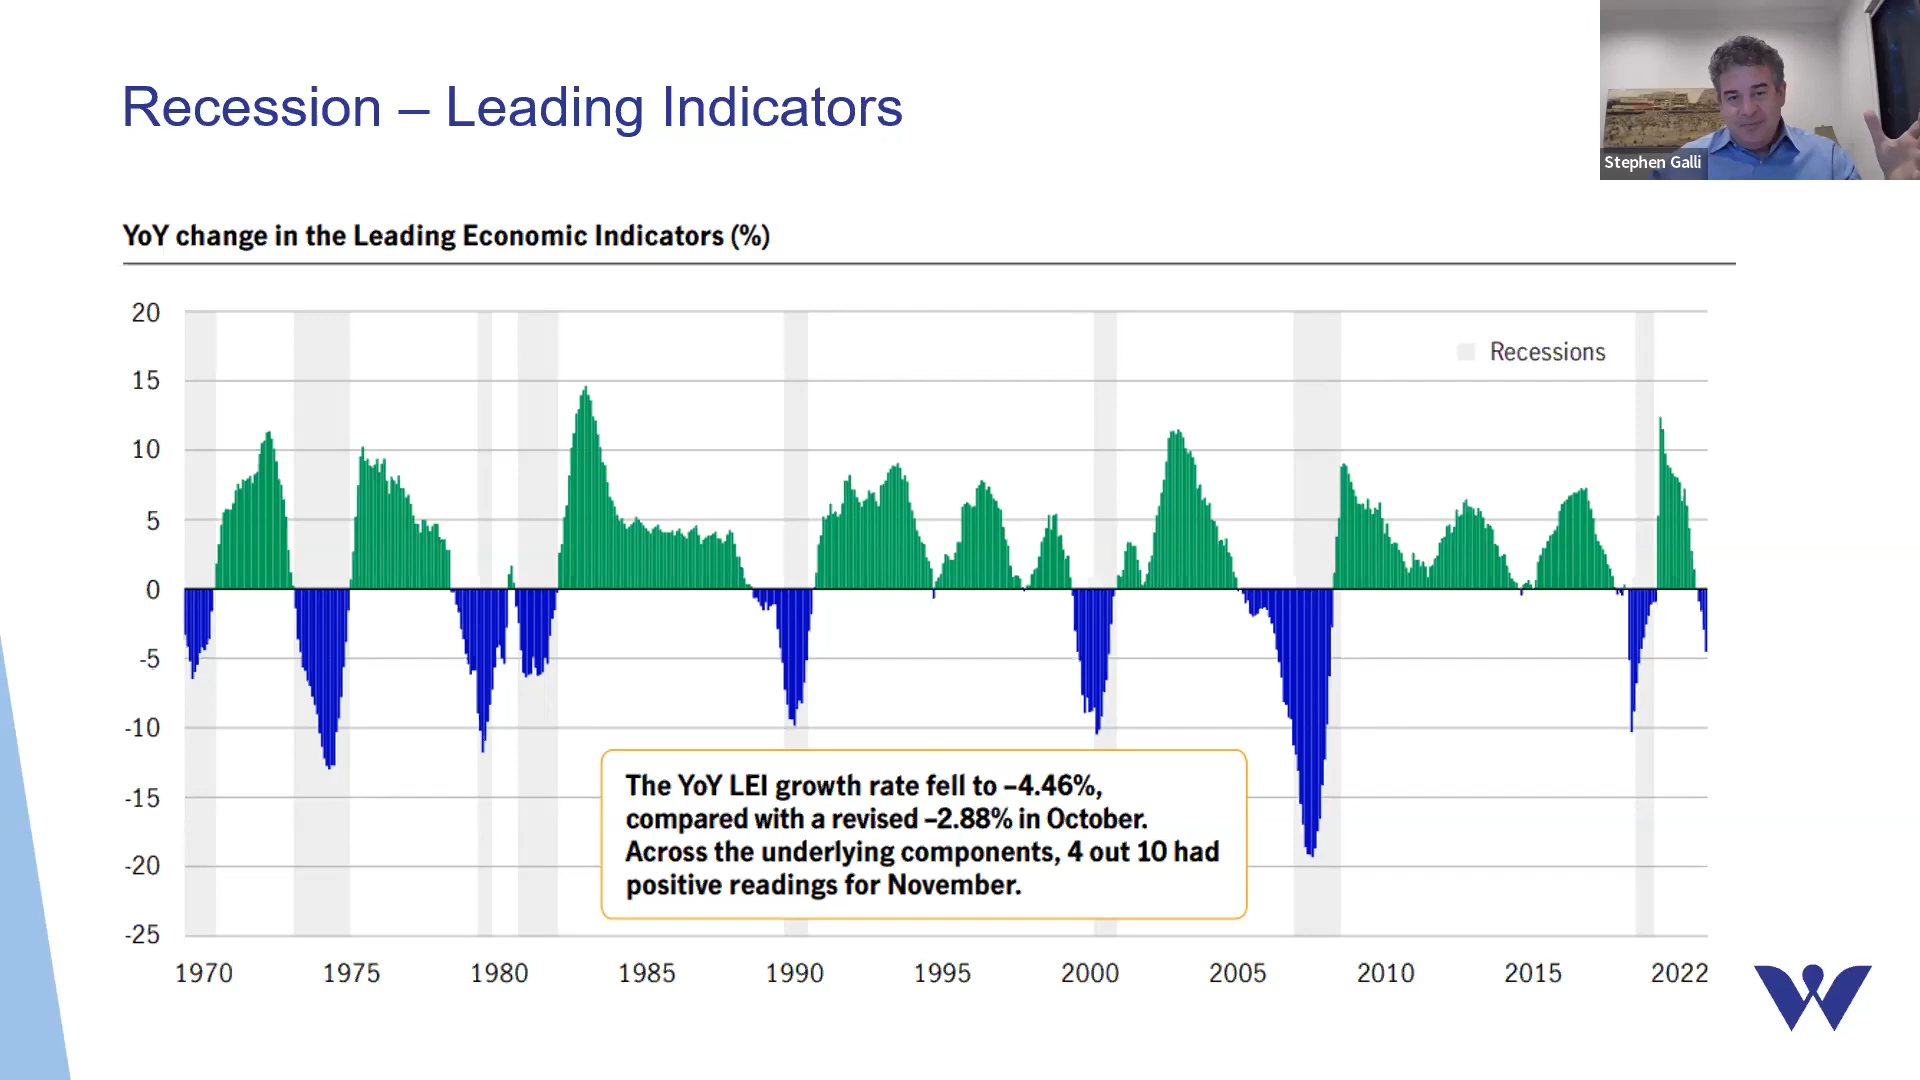 Recession – Leading Indicators
Stephen Galli
YoY change in the Leading Economic Indicators (%)
20
15
10
5
0
-5
-10
-15
-20
-25
Recessions
The YoY LEI growth rate fell to –4.46%,
compared with a revised –2.88% in October.
Across the underlying components, 4 out 10 had
positive readings for November.
1970 1975 1980 1985 1990 1995 2000 2005 2010 2015 2022